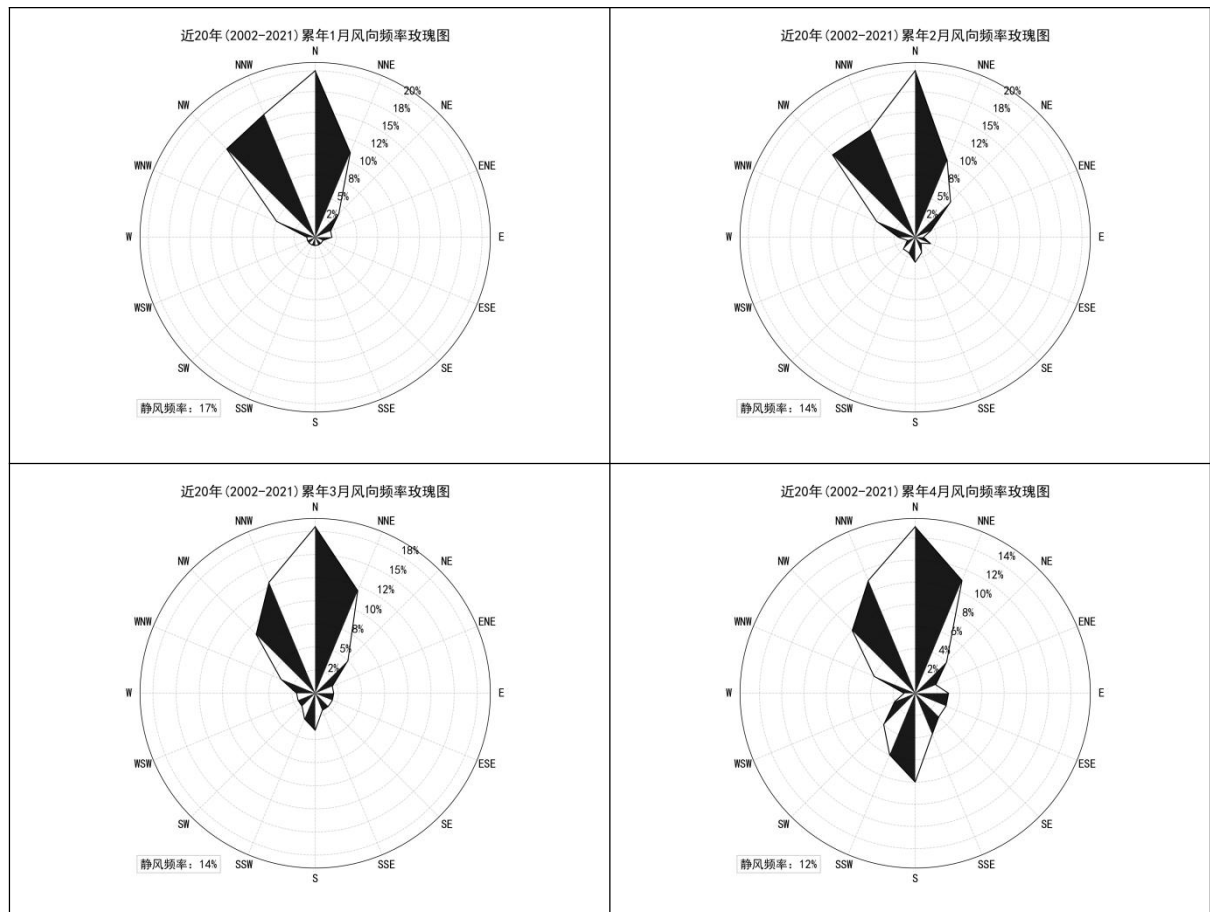 近20年(2002-2021)累年1月风向频率玫瑰图
N
NNW
NNE
NW
NE
20%
18%
15%
WNW
12%
ENE
10%
8%
5%
2%
W
E
WSW
ESE
SW
SE
静风频率: 17%
SSW
SSE
S
近20年(2002-2021)累年2月风向频率玫瑰图
N
NNW
NNE
NW
NE
20%
18%
15%
WNW
12%
ENE
10%
8%
5%
2%
W
E
WSW
ESE
SW
SE
静风频率: 14%
SSW
SSE
S
近20年(2002-2021)累年3月风向频率玫瑰图
N
NNW
NNE
18%
NW
NE
15%
12%
WNW
10%
ENE
8%
5%
2%
W
E
WSW
ESE
SW
SE
静风频率: 14%
SSW
SSE
S
近20年(2002-2021)累年4月风向频率玫瑰图
N
NNW
NNE
14%
NW
NE
12%
10%
WNW
8%
ENE
6%
4%
2%
W
E
WSW
ESE
SW
SE
静风频率: 12%
SSW
SSE
S